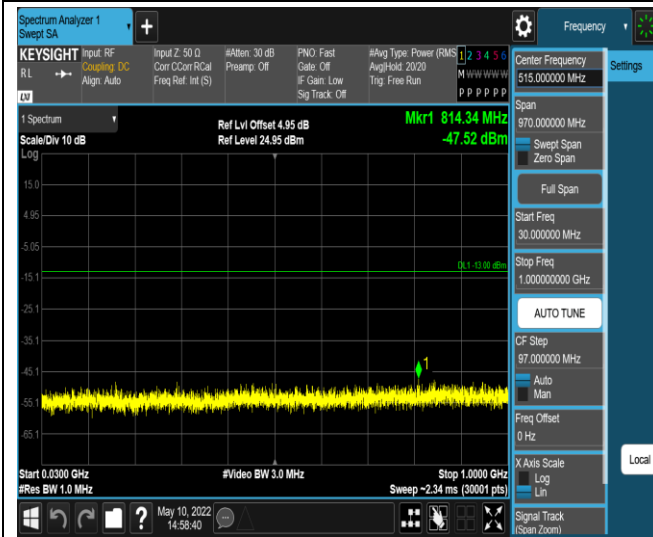 Spectrum Analyzer 1
Swept SA
Frequency
KEYSIGHT
RL
Input: RF
Coupling: DC
Align: Auto
Input Z: 50 Ω
Corr CCorr RCal
Freq Ref: Int (S)
#Atten: 30 dB
Preamp: Off
PNO: Fast
Gate: Off
IF Gain: Low
Sig Track: Off
#Avg Type: Power (RMS
Avg|Hold: 20/20
Trig: Free Run
1 2 3 4 5 6
M W W W W W
P P P P P P
LXI
1 Spectrum
Scale/Div 10 dB
Ref Lvl Offset 4.95 dB
Ref Level 24.95 dBm
Mkr1 814.34 MHz
-47.52 dBm
Log
15.0
4.95
-5.05
DL1 -13.00 dBm
-15.1
-25.1
-35.1
-45.1
1
-55.1
-65.1
Start 0.0300 GHz
#Res BW 1.0 MHz
#Video BW 3.0 MHz
Stop 1.0000 GHz
Sweep ~2.34 ms (30001 pts)
May 10, 2022
14:58:40
Center Frequency
515.000000 MHz
Settings
Span
970.000000 MHz
Swept Span
Zero Span
Full Span
Start Freq
30.000000 MHz
Stop Freq
1.000000000 GHz
AUTO TUNE
CF Step
97.000000 MHz
Auto
Man
Freq Offset
0 Hz
X Axis Scale
Log
Lin
Local
Signal Track
(Span Zoom)